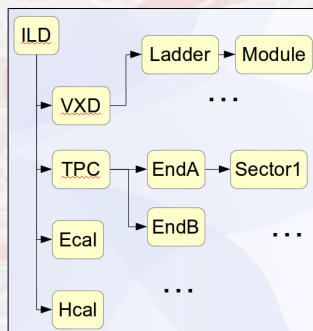 ILD
Ladder Module
VXD
...
TPC EndA Sector1
Ecal EndB ...
...
Hcal